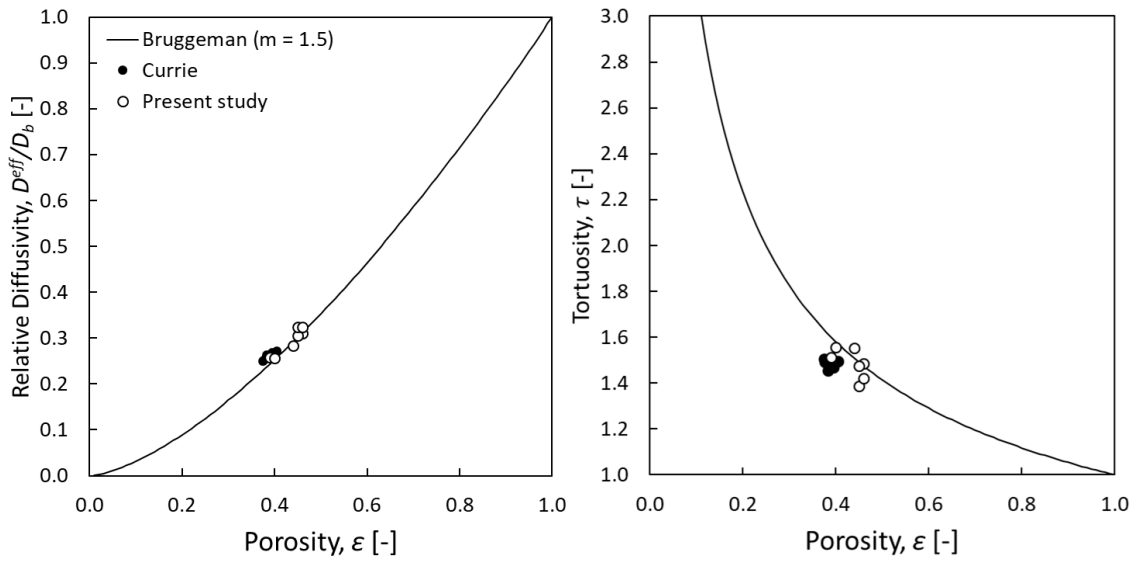 1.0
0.9
0.8
0.7
0.6
0.5
0.4
0.3
0.2
0.1
0.0
Relative Diffusivity, D^eff/D_b [-]
Bruggeman (m = 1.5)
Currie
Present study
0.0 0.2 0.4 0.6 0.8 1.0
Porosity, ε [-]
3.0
2.8
2.6
2.4
2.2
2.0
1.8
1.6
1.4
1.2
1.0
Tortuosity, τ [-]
0.0 0.2 0.4 0.6 0.8 1.0
Porosity, ε [-]